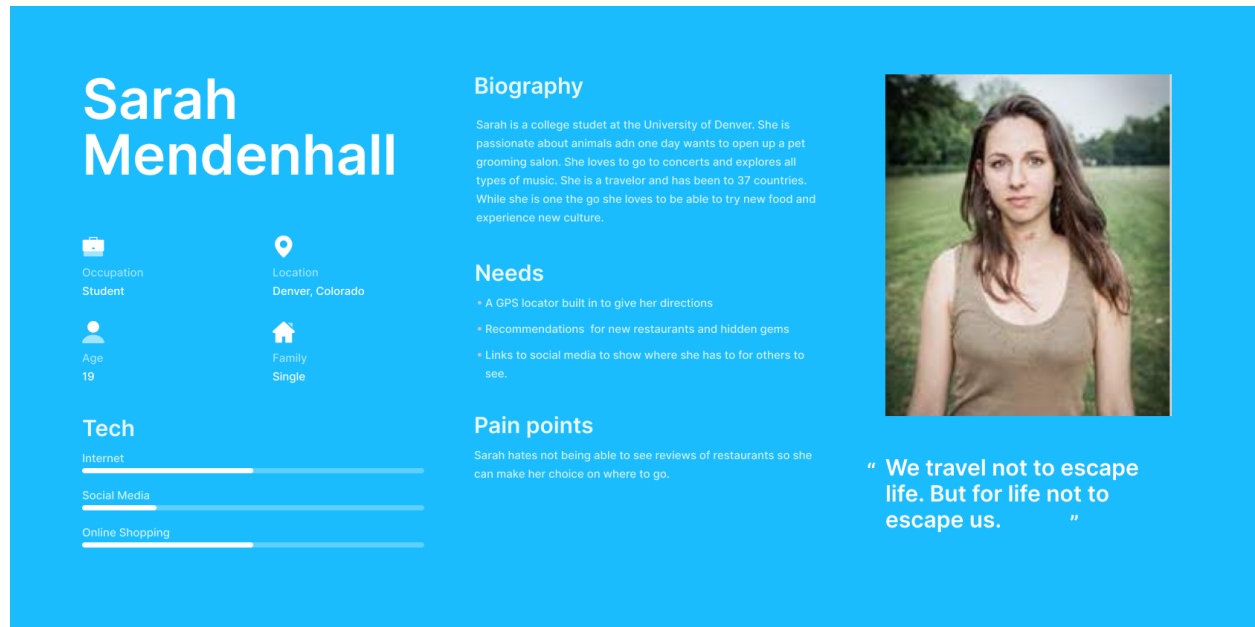 Sarah
Mendenhall
Occupation
Student
Location
Denver, Colorado
Age
19
Family
Single
Tech
Internet
Social Media
Online Shopping
Biography
Sarah is a college studet at the University of Denver. She is
passionate about animals adn one day wants to open up a pet
grooming salon. She loves to go to concerts and explores all
types of music. She is a travelor and has been to 37 countries.
While she is one the go she loves to be able to try new food and
experience new culture.
Needs
• A GPS locator built in to give her directions
• Recommendations  for new restaurants and hidden gems
• Links to social media to show where she has to for others to
see.
Pain points
Sarah hates not being able to see reviews of restaurants so she
can make her choice on where to go.
“ We travel not to escape
life. But for life not to
escape us. ”